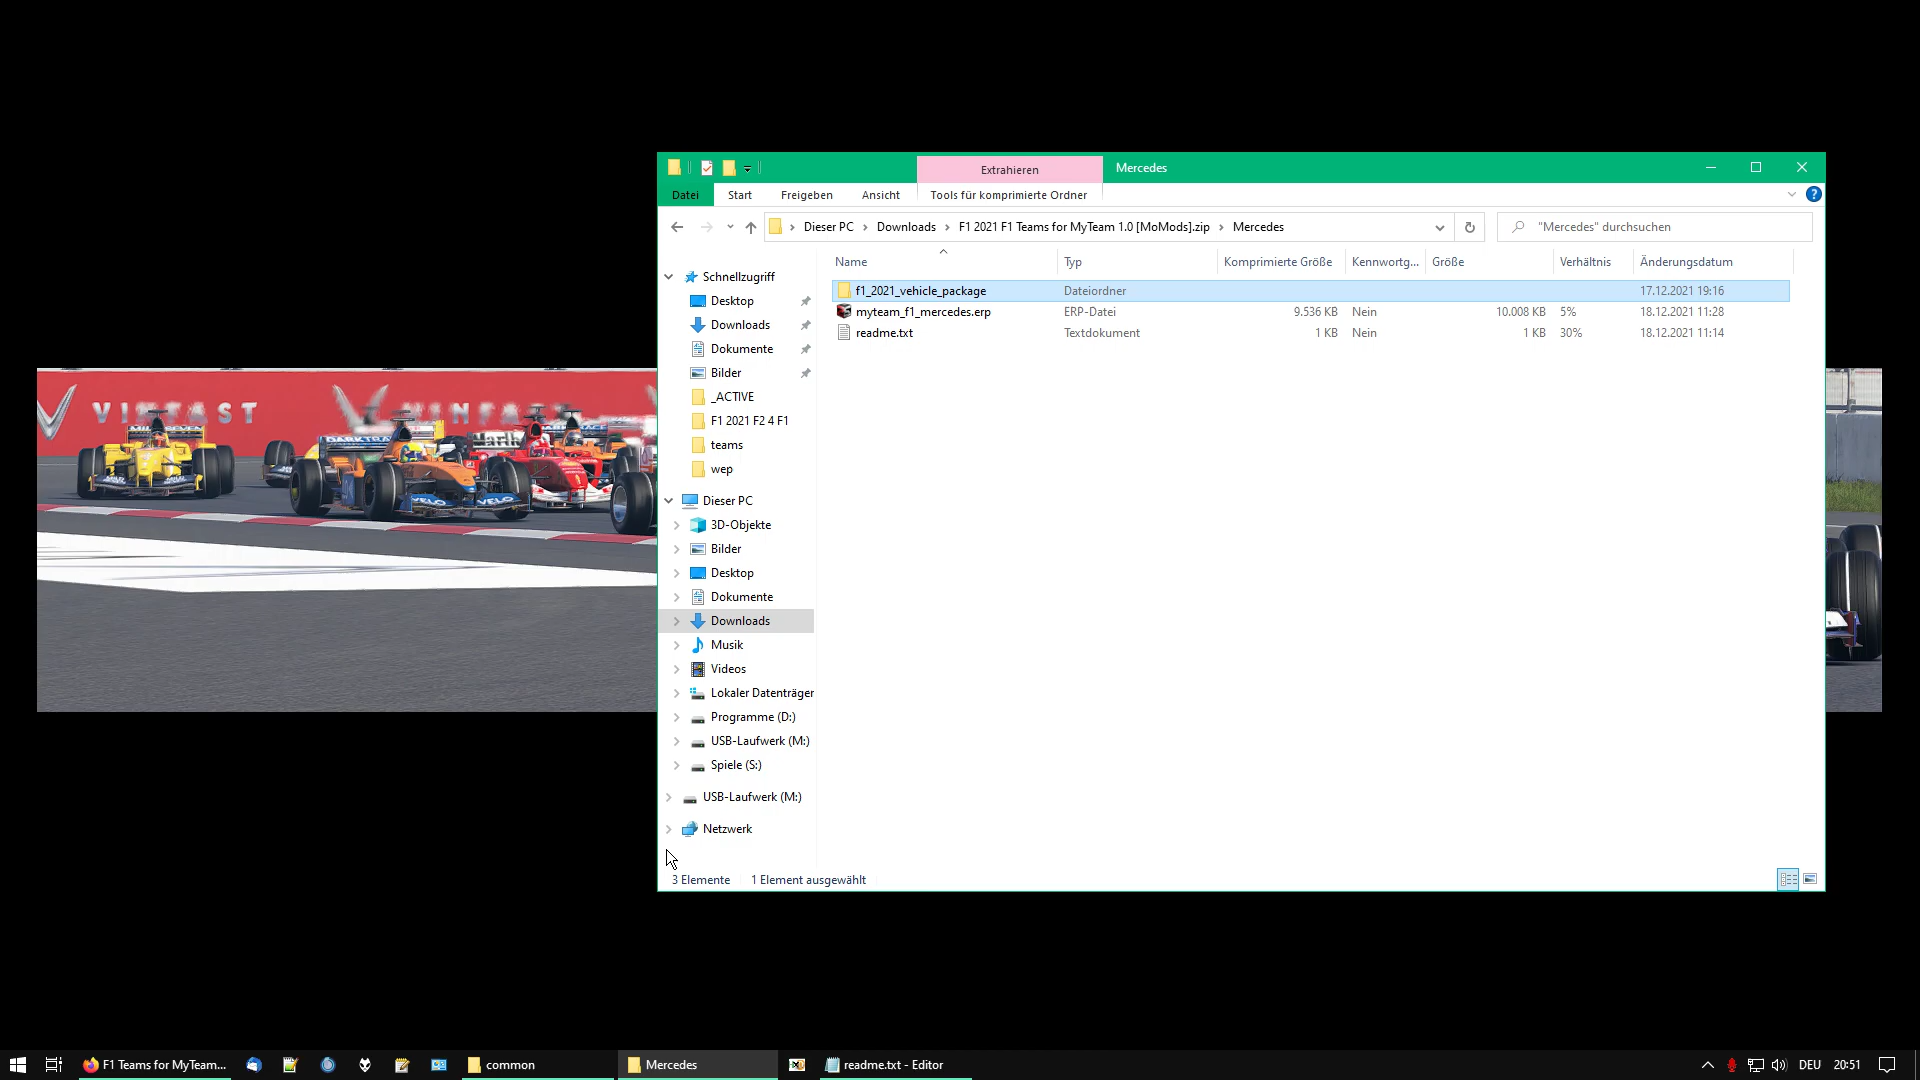 Extrahieren
Mercedes
Datei
Start
Freigeben
Ansicht
Tools für komprimierte Ordner
Dieser PC
Downloads
F1 2021 F1 Teams for MyTeam 1.0 [MoMods].zip
Mercedes
"Mercedes" durchsuchen
Name
Typ
Komprimierte Größe
Kennwortg...
Größe
Verhältnis
Änderungsdatum
f1_2021_vehicle_package
Dateiordner
17.12.2021 19:16
myteam_f1_mercedes.erp
ERP-Datei
9.536 KB
Nein
10.008 KB
5%
18.12.2021 11:28
readme.txt
Textdokument
1 KB
Nein
1 KB
30%
18.12.2021 11:14
Schnellzugriff
Desktop
Downloads
Dokumente
Bilder
_ACTIVE
F1 2021 F2 4 F1
teams
wep
Dieser PC
3D-Objekte
Bilder
Desktop
Dokumente
Downloads
Musik
Videos
Lokaler Datenträger
Programme (D:)
USB-Laufwerk (M:)
Spiele (S:)
USB-Laufwerk (M:)
Netzwerk
3 Elemente
1 Element ausgewählt
VINFAST
VELO
VELO
F1 Teams for MyTeam...
common
Mercedes
readme.txt - Editor
DEU
20:51